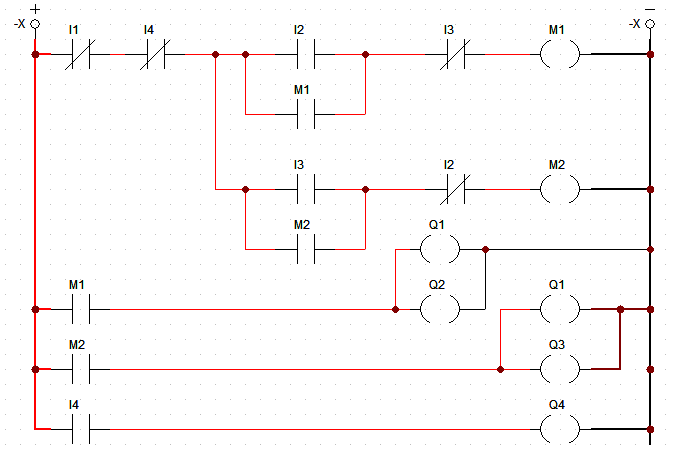 + −
-X -X
I1 I4 I2 I3 M1
M1
I3 I2 M2
M2 Q1
M1 Q2 Q1
M2 Q3
I4 Q4